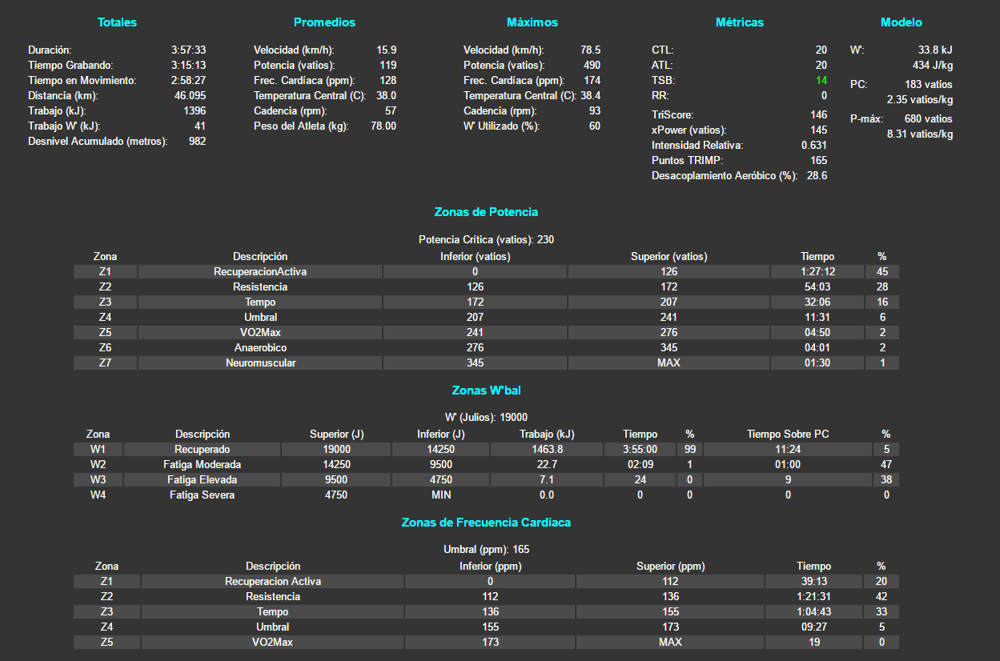 Totales Promedios Máximos Métricas Modelo
Duración: 3:57:33 Velocidad (km/h): 15.9 Velocidad (km/h): 78.5 CTL: 20 W': 33.8 kJ
Tiempo Grabando: 3:15:13 Potencia (vatios): 119 Potencia (vatios): 490 ATL: 20 434 J/kg
Tiempo en Movimiento: 2:58:27 Frec. Cardíaca (ppm): 128 Frec. Cardíaca (ppm): 174 TSB: 14 PC: 183 vatios
Distancia (km): 46.095 Temperatura Central (C): 38.0 Temperatura Central (C): 38.4 RR: 0 2.35 vatios/kg
Trabajo (kJ): 1396 Cadencia (rpm): 57 Cadencia (rpm): 93 TriScore: 146 P-máx: 680 vatios
Trabajo W' (kJ): 41 Peso del Atleta (kg): 78.00 W' Utilizado (%): 60 xPower (vatios): 145 8.31 vatios/kg
Desnivel Acumulado (metros): 982 Intensidad Relativa: 0.631
Puntos TRIMP: 165
Desacoplamiento Aeróbico (%): 28.6
Zonas de Potencia
Potencia Crítica (vatios): 230
Zona Descripción Inferior (vatios) Superior (vatios) Tiempo %
Z1 RecuperacionActiva 0 126 1:27:12 45
Z2 Resistencia 126 172 54:03 28
Z3 Tempo 172 207 32:06 16
Z4 Umbral 207 241 11:31 6
Z5 VO2Max 241 276 04:50 2
Z6 Anaerobico 276 345 04:01 2
Z7 Neuromuscular 345 MAX 01:30 1
Zonas W'bal
W' (Julios): 19000
Zona Descripción Superior (J) Inferior (J) Trabajo (kJ) Tiempo % Tiempo Sobre PC %
W1 Recuperado 19000 14250 1463.8 3:55:00 99 11:24 5
W2 Fatiga Moderada 14250 9500 22.7 02:09 1 01:00 47
W3 Fatiga Elevada 9500 4750 7.1 24 0 9 38
W4 Fatiga Severa 4750 MIN 0.0 0 0 0 0
Zonas de Frecuencia Cardíaca
Umbral (ppm): 165
Zona Descripción Inferior (ppm) Superior (ppm) Tiempo %
Z1 Recuperacion Activa 0 112 39:13 20
Z2 Resistencia 112 136 1:21:31 42
Z3 Tempo 136 155 1:04:43 33
Z4 Umbral 155 173 09:27 5
Z5 VO2Max 173 MAX 19 0